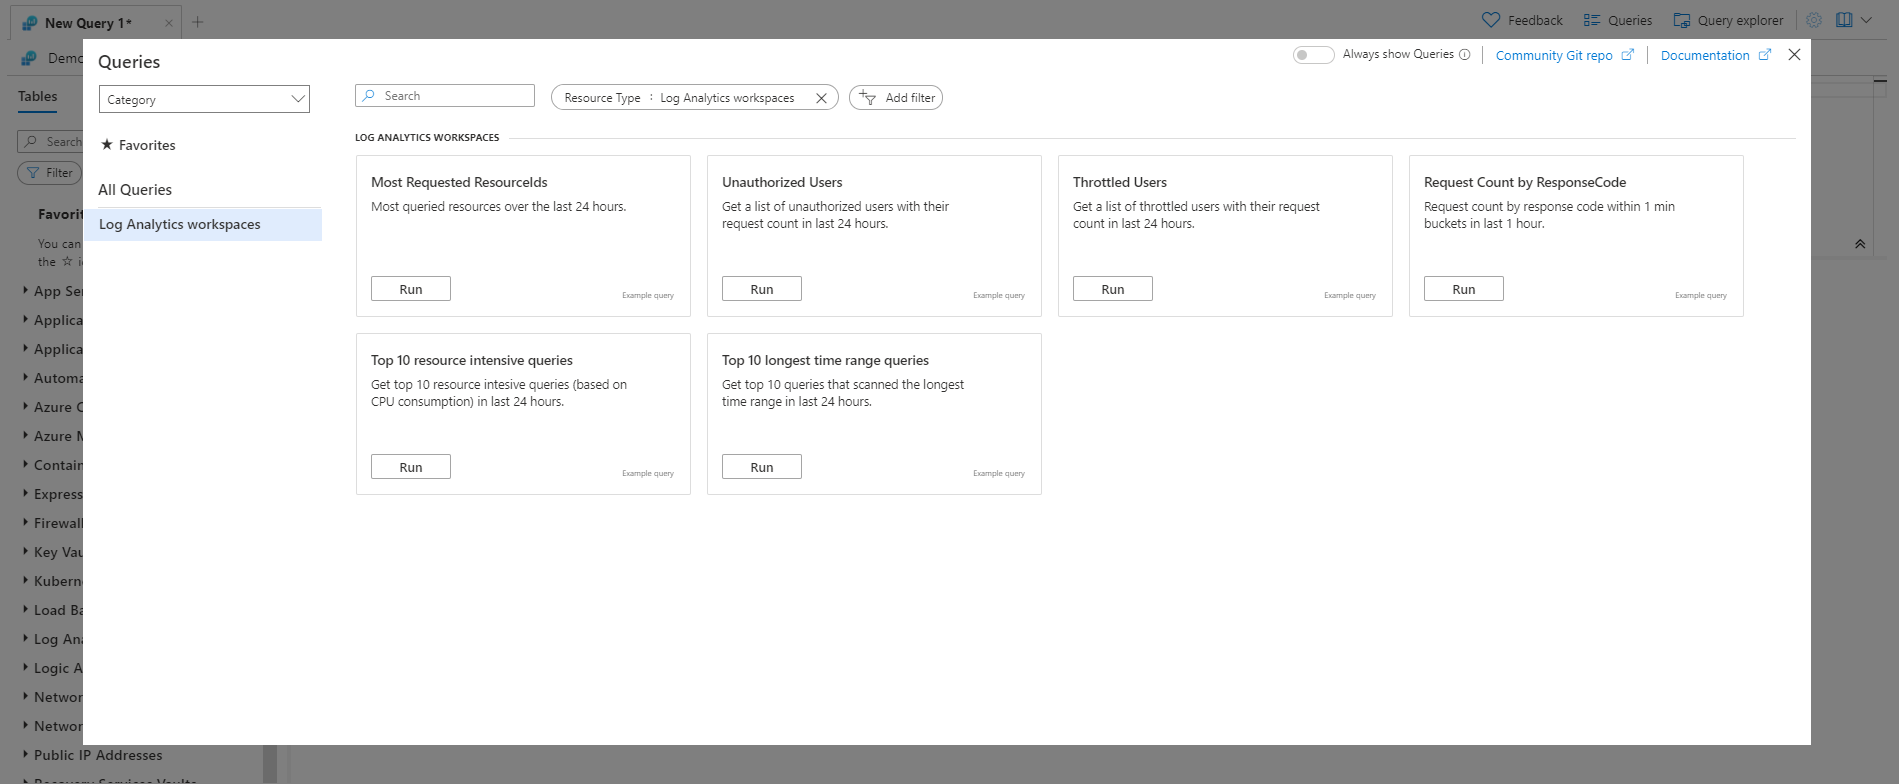 New Query 1*
Feedback
Queries
Query explorer
Demo
Tables
Search
Filter
You can
the
App Se
Applica
Applica
Automa
Azure C
Azure M
Contain
Express
Firewall
Key Vau
Kuberne
Load Ba
Log Ana
Logic A
Networ
Networ
Public IP Addresses
Recovery Services Vaults
Queries
Always show Queries
Community Git repo
Documentation
Category
Search
Resource Type : Log Analytics workspaces
Add filter
Favorites
All Queries
Log Analytics workspaces
LOG ANALYTICS WORKSPACES
Most Requested ResourceIds
Most queried resources over the last 24 hours.
Run
Example query
Unauthorized Users
Get a list of unauthorized users with their
request count in last 24 hours.
Run
Example query
Throttled Users
Get a list of throttled users with their request
count in last 24 hours.
Run
Example query
Request Count by ResponseCode
Request count by response code within 1 min
buckets in last 1 hour.
Run
Example query
Top 10 resource intensive queries
Get top 10 resource intesive queries (based on
CPU consumption) in last 24 hours.
Run
Example query
Top 10 longest time range queries
Get top 10 queries that scanned the longest
time range in last 24 hours.
Run
Example query